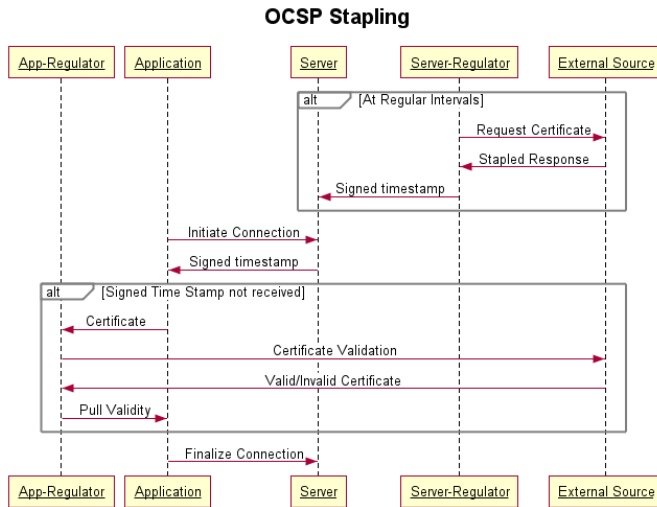 OCSP Stapling
App-Regulator Application Server Server-Regulator External Source
alt [At Regular Intervals]
Request Certificate
Stapled Response
Signed timestamp
Initiate Connection
Signed timestamp
alt [Signed Time Stamp not received]
Certificate
Certificate Validation
Valid/Invalid Certificate
Pull Validity
Finalize Connection
App-Regulator Application Server Server-Regulator External Source